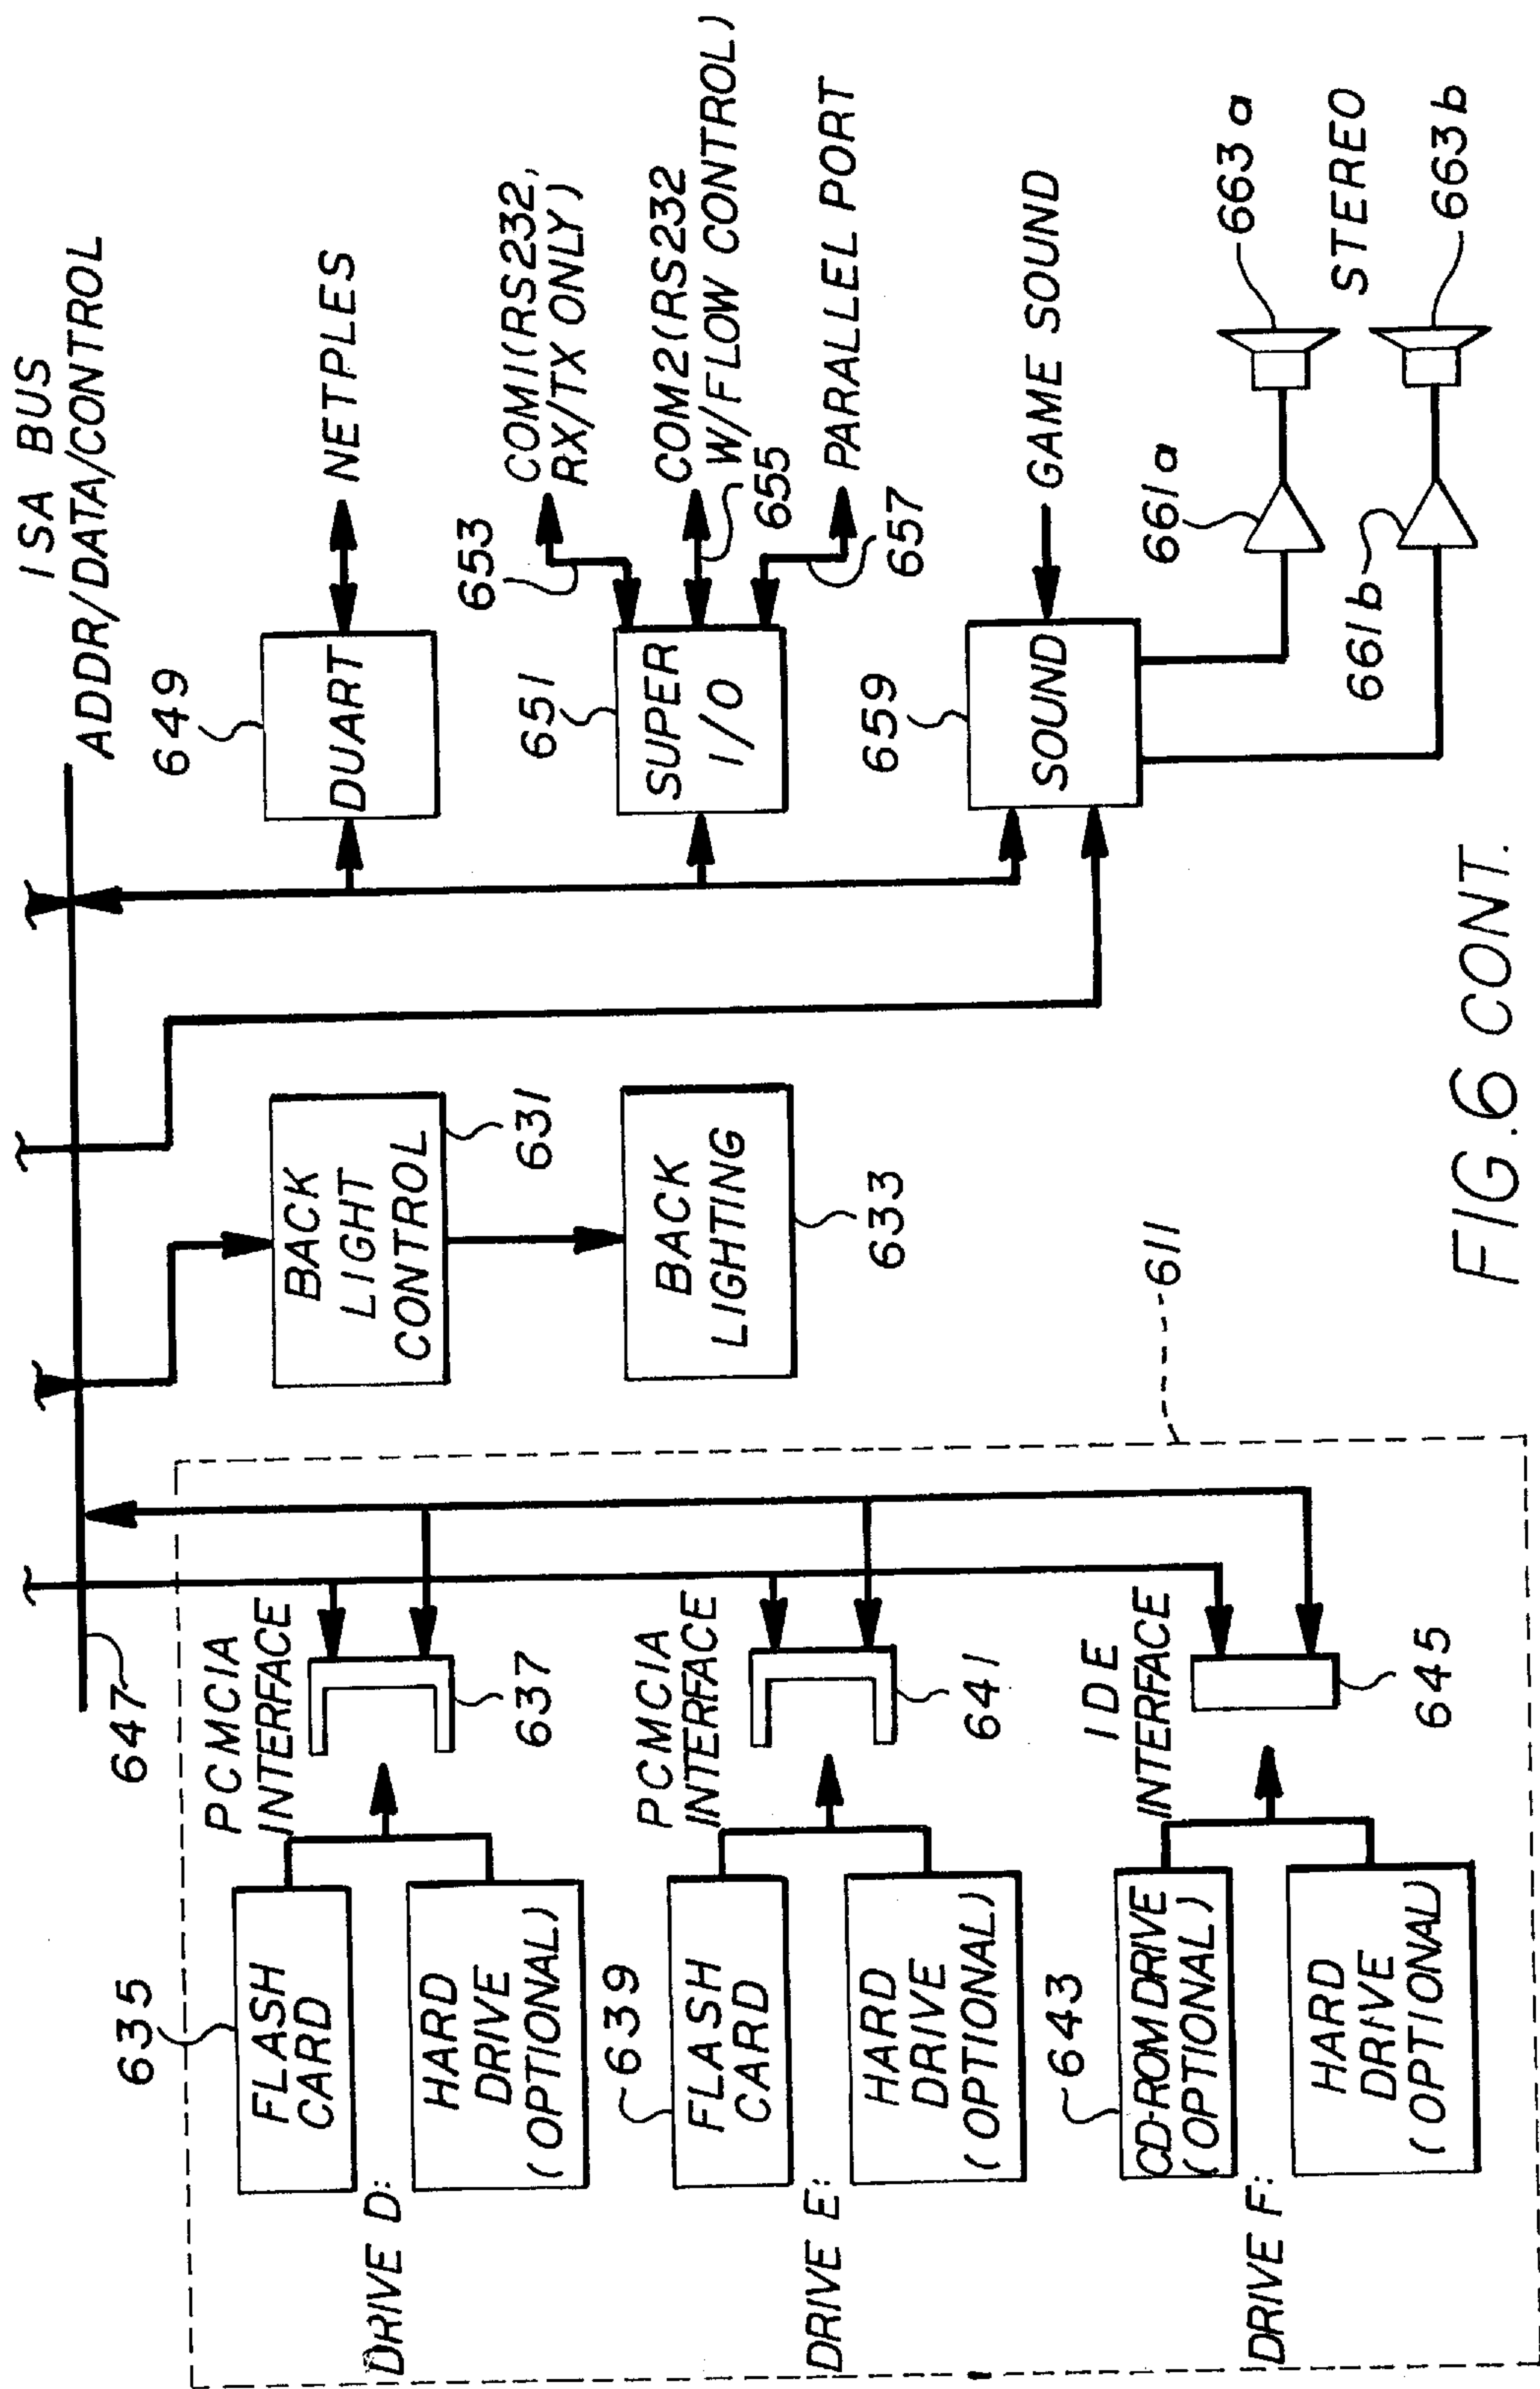 ISA BUS
ADDR/DATA/CONTROL
647
635
FLASH
CARD
HARD
DRIVE
(OPTIONAL)
DRIVE D:
PCMCIA
INTERFACE
637
639
FLASH
CARD
HARD
DRIVE
(OPTIONAL)
DRIVE E:
PCMCIA
INTERFACE
641
643
CD-ROM DRIVE
(OPTIONAL)
HARD
DRIVE
(OPTIONAL)
DRIVE F:
IDE
INTERFACE
645
611
BACK
LIGHT
CONTROL
631
BACK
LIGHTING
633
649
DUART
NETPLES
651
SUPER
I/O
653
COM1(RS232,
RX/TX ONLY)
COM2(RS232
W/FLOW CONTROL)
655
PARALLEL PORT
657
659
SOUND
GAME SOUND
661a
663a
STEREO
661b
663b
FIG.6 CONT.